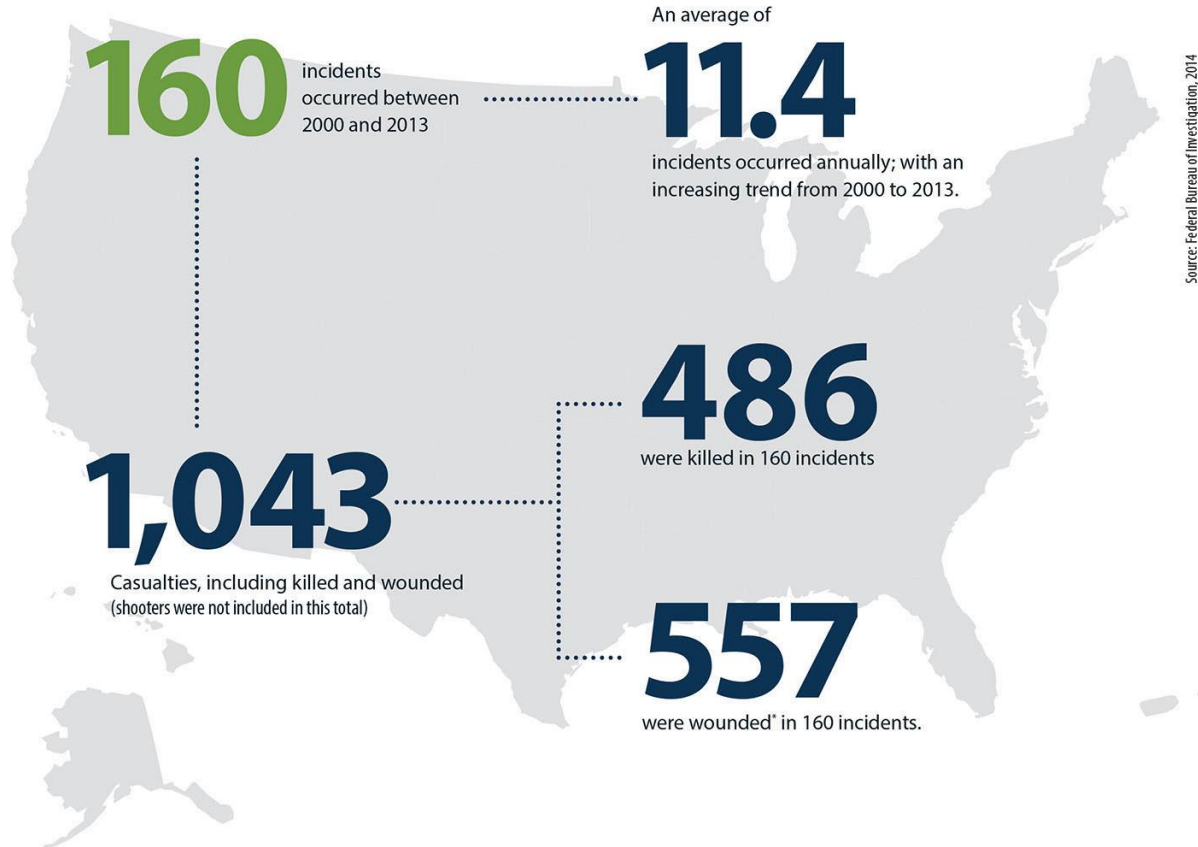 160
incidents
occurred between
2000 and 2013
An average of
11.4
incidents occurred annually; with an
increasing trend from 2000 to 2013.
1,043
Casualties, including killed and wounded
(shooters were not included in this total)
486
were killed in 160 incidents
557
were wounded* in 160 incidents.
Source: Federal Bureau of Investigation, 2014